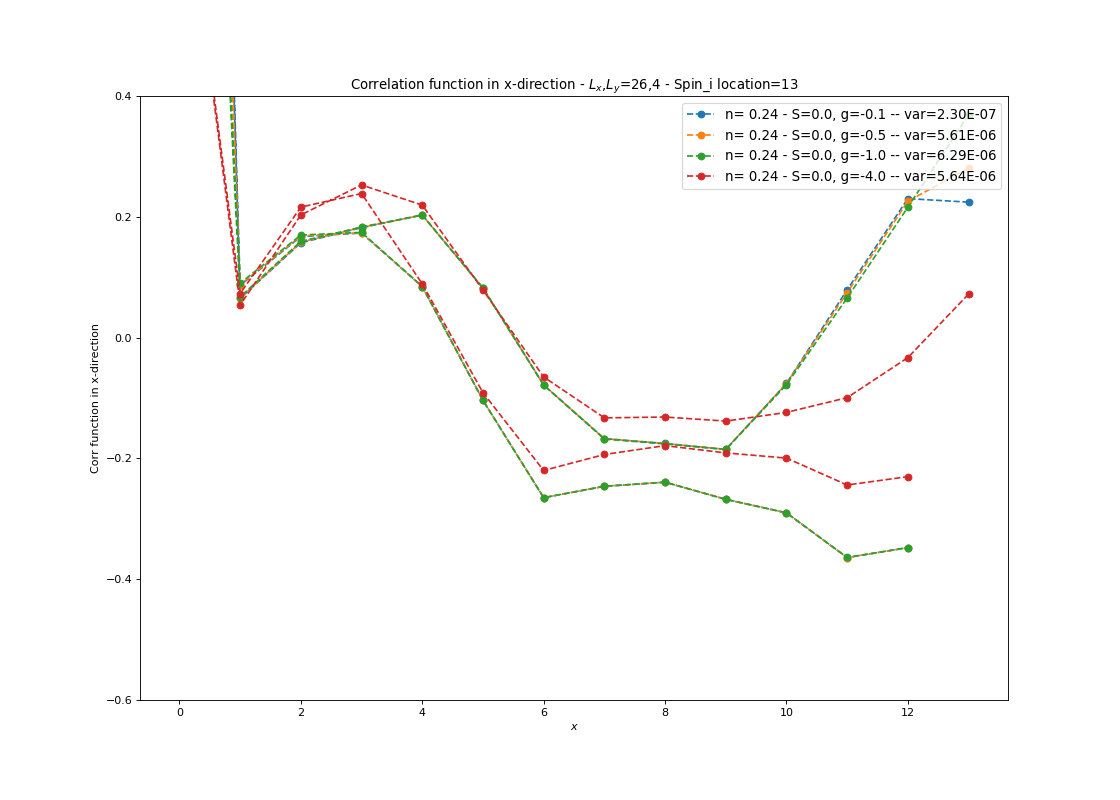 Correlation function in x-direction - Lₓ,Lᵧ=26,4 - Spin_i location=13
0.4
0.2
0.0
−0.2
−0.4
−0.6
Corr function in x-direction
n= 0.24 - S=0.0, g=-0.1 -- var=2.30E-07
n= 0.24 - S=0.0, g=-0.5 -- var=5.61E-06
n= 0.24 - S=0.0, g=-1.0 -- var=6.29E-06
n= 0.24 - S=0.0, g=-4.0 -- var=5.64E-06
0 2 4 6 8 10 12
x